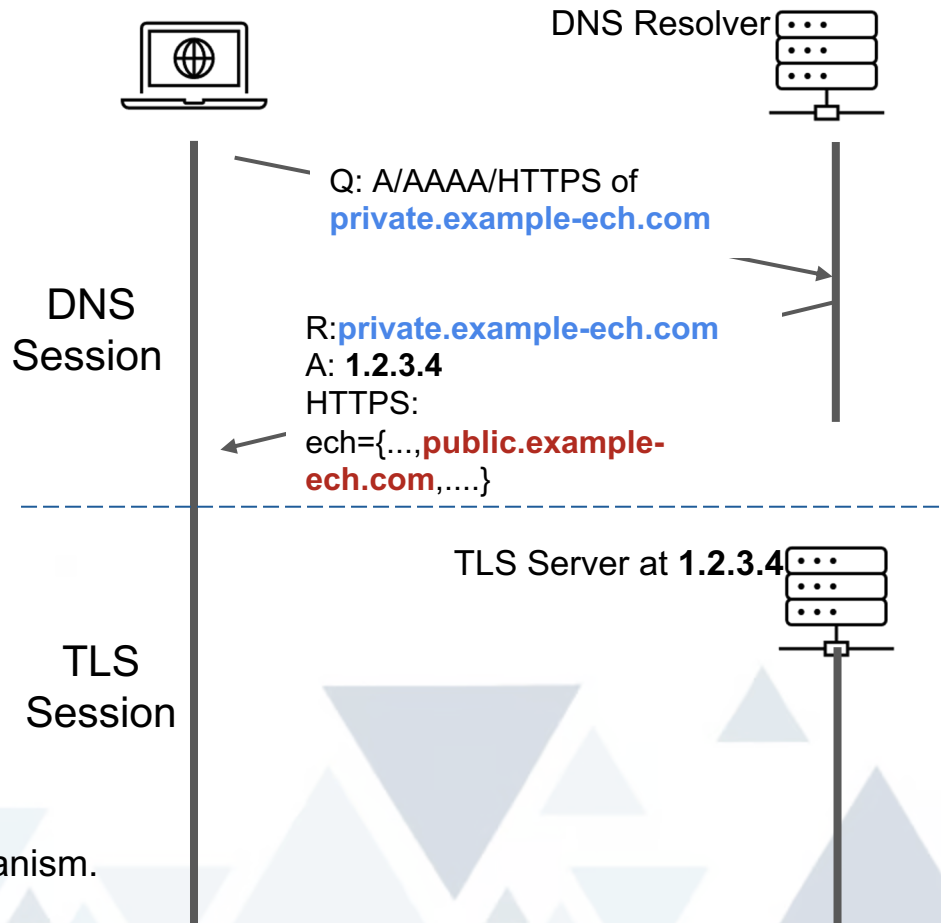 DNS Resolver
Q: A/AAAA/HTTPS of
private.example-ech.com
DNS
Session
R:private.example-ech.com
A: 1.2.3.4
HTTPS:
ech={...,public.example-
ech.com,....}
TLS Server at 1.2.3.4
TLS
Session
anism.